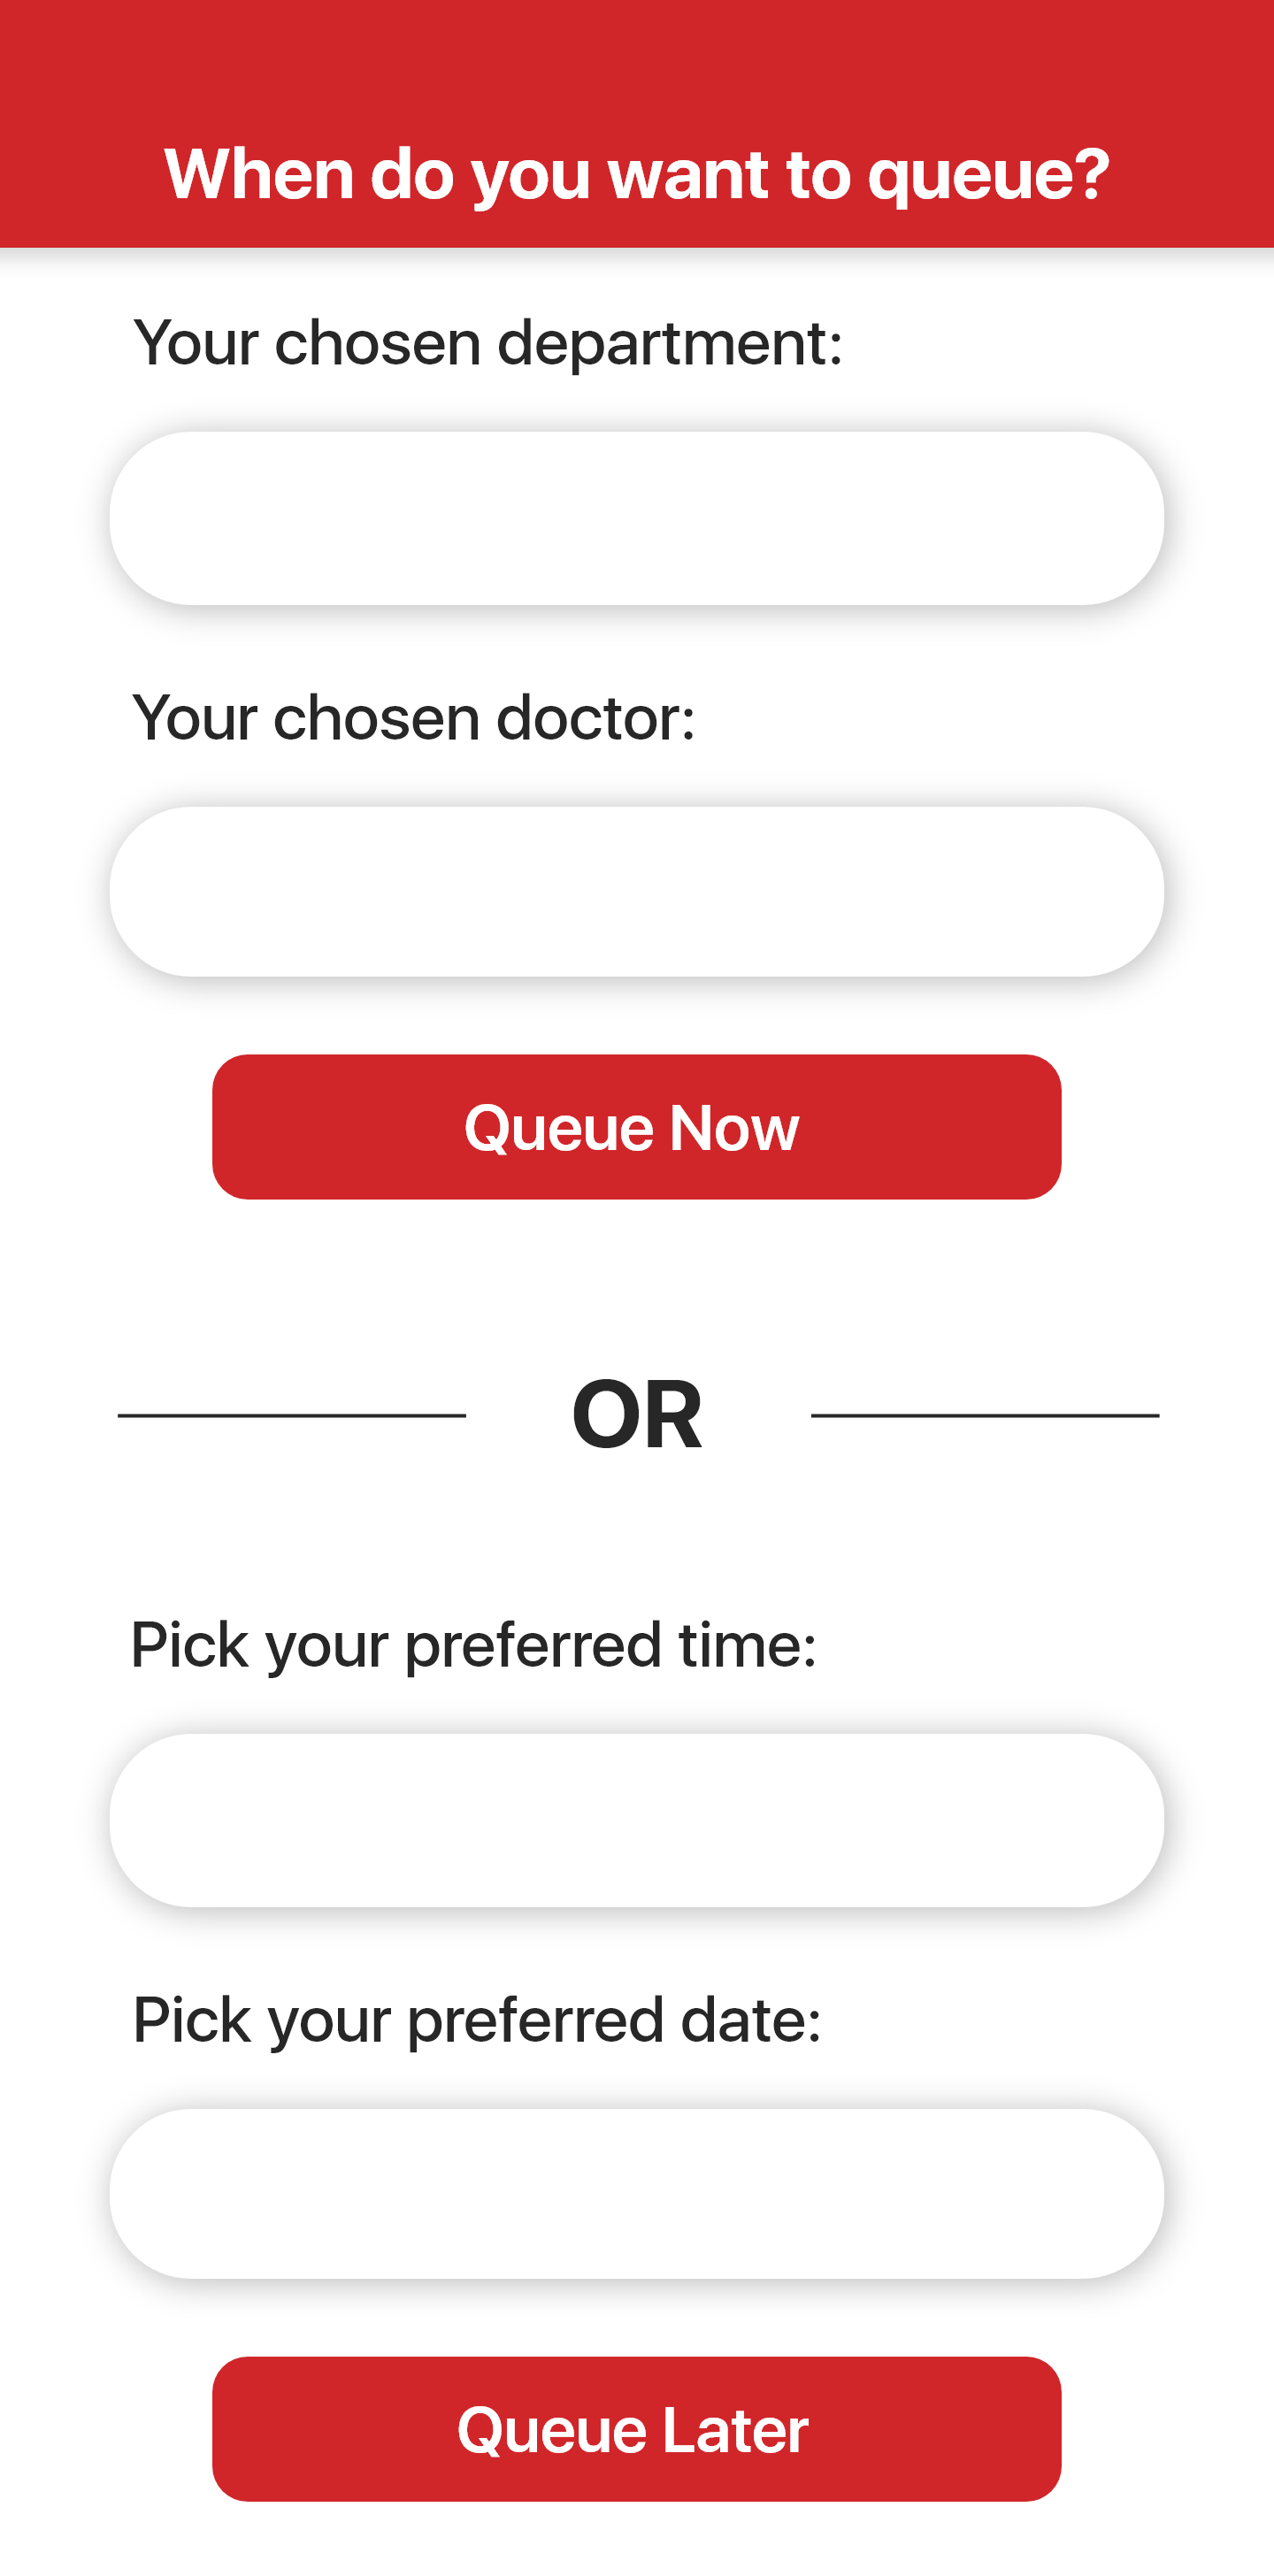 When do you want to queue?
Your chosen department:
Your chosen doctor:
Queue Now
OR
Pick your preferred time:
Pick your preferred date:
Queue Later